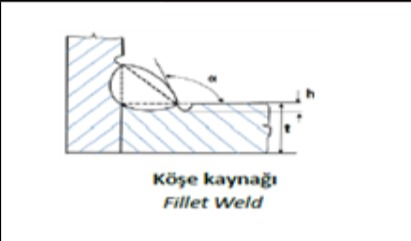 α
h
t
Köşe kaynağı
Fillet Weld